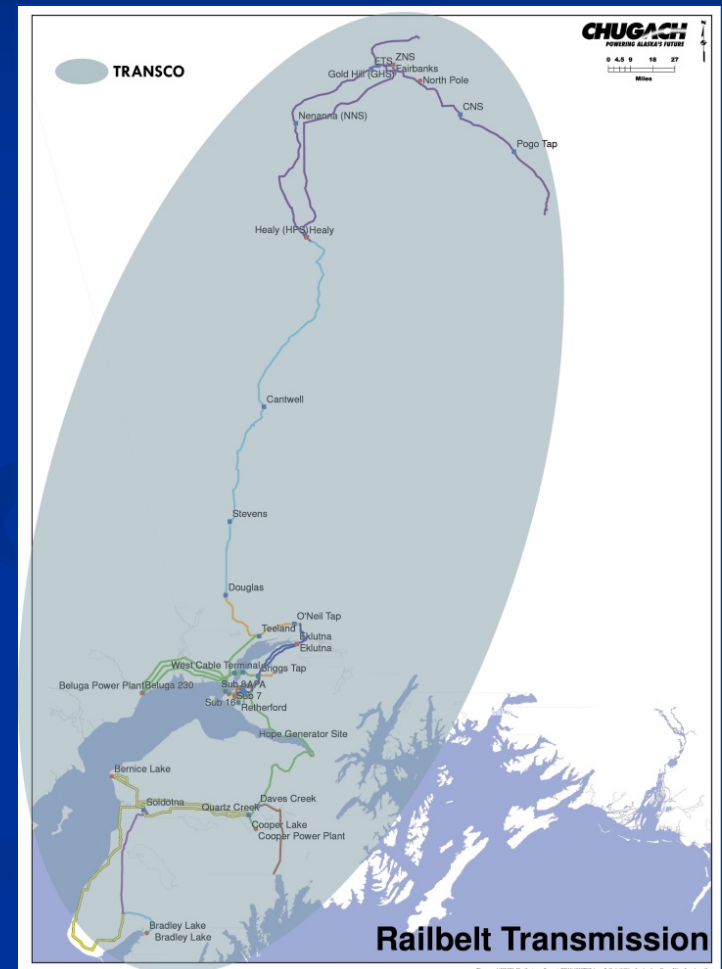 TRANSCO
CHUGACH
POWERING ALASKA'S FUTURE
0 4.5 9 18 27
Miles
ETS
ZNS
Gold Hill (GHS)
Fairbanks
North Pole
CNS
Nenanna (NNS)
Pogo Tap
Healy (HPS)
Healy
Cantwell
Stevens
Douglas
O'Neil Tap
Teeland
Eklutna
Eklutna
West Cable Terminal
Briggs Tap
Beluga Power Plant
Beluga 230
APA
Sub 7
Sub 16
Retherford
Hope Generator Site
Bernice Lake
Soldotna
Quartz Creek
Daves Creek
Cooper Lake
Cooper Power Plant
Bradley Lake
Bradley Lake
Railbelt Transmission